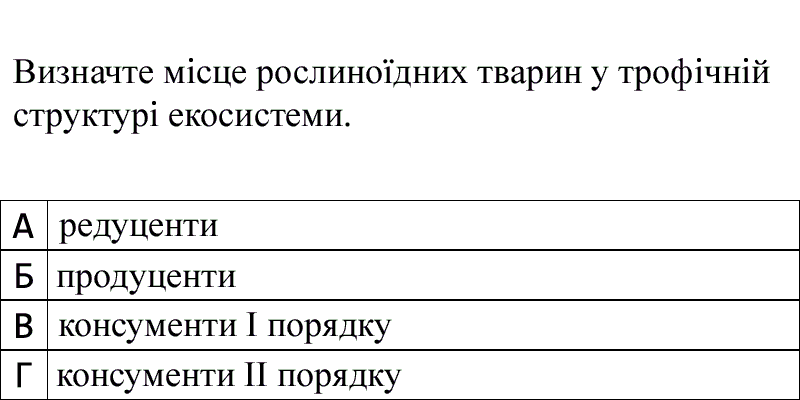 Визначте місце рослиноїдних тварин у трофічній
структурі екосистеми.
А редуценти
Б продуценти
В консументи І порядку
Г консументи ІІ порядку